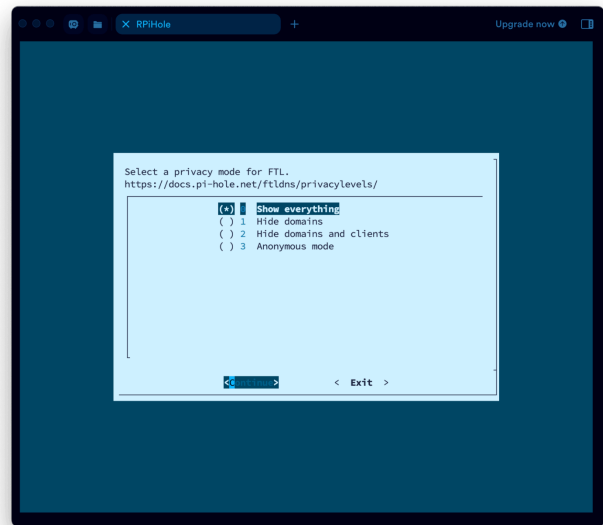 RPiHole
Upgrade now
Select a privacy mode for FTL.
https://docs.pi-hole.net/ftldns/privacylevels/
(*) 0 Show everything
( ) 1 Hide domains
( ) 2 Hide domains and clients
( ) 3 Anonymous mode
<Continue> < Exit >